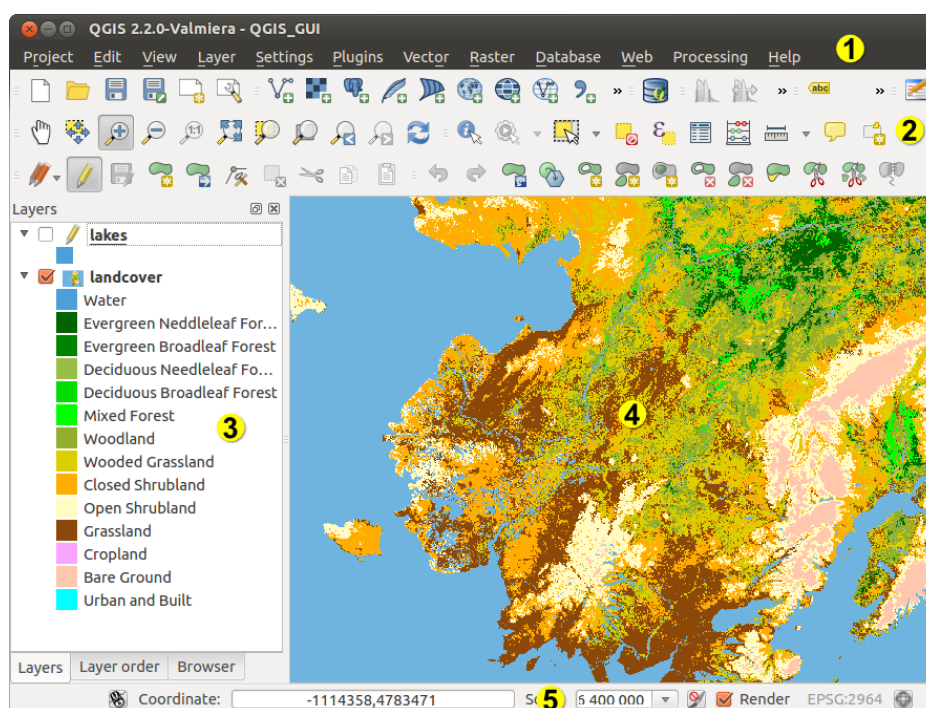 QGIS 2.2.0-Valmiera - QGIS_GUI
Project Edit View Layer Settings Plugins Vector Raster Database Web Processing Help 1
» » abc »
1:1 2
Layers
lakes
landcover
Water
Evergreen Neddleleaf For...
Evergreen Broadleaf Forest
Deciduous Needleleaf Fo...
Deciduous Broadleaf Forest
Mixed Forest
3
4
Woodland
Wooded Grassland
Closed Shrubland
Open Shrubland
Grassland
Cropland
Bare Ground
Urban and Built
Layers Layer order Browser
Coordinate: -1114358,4783471 5 400 000 Render EPSG:2964
5